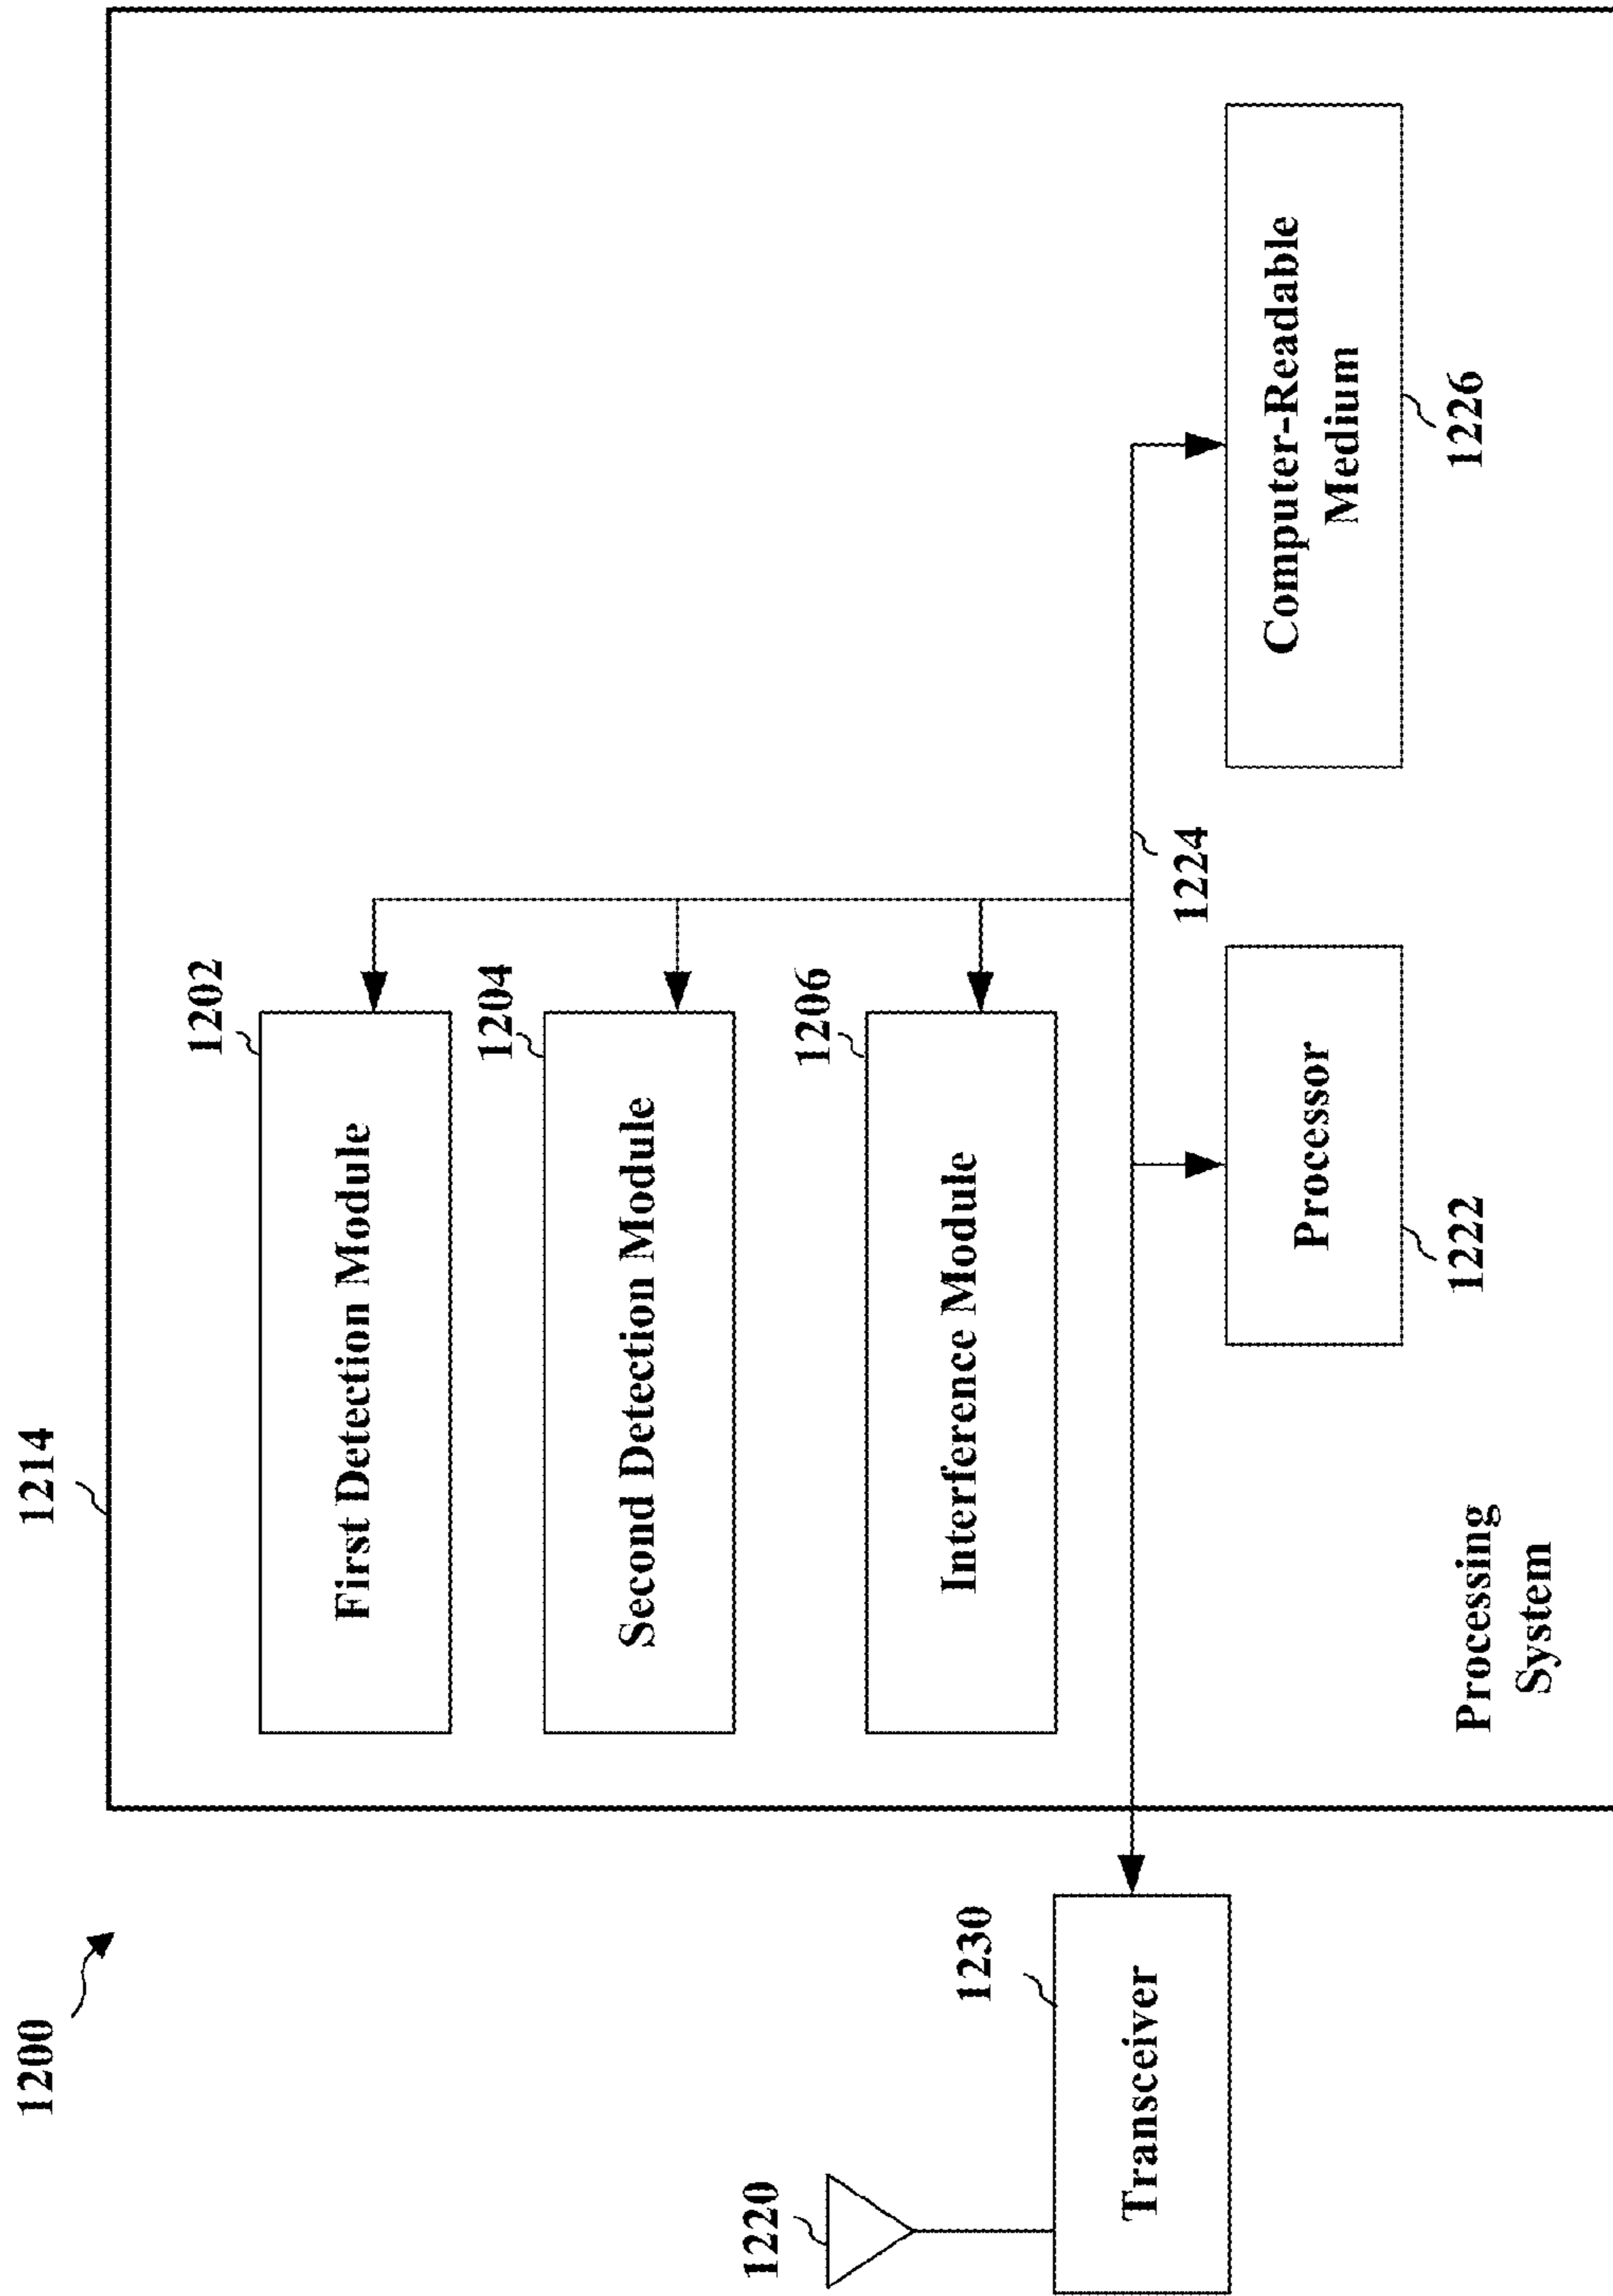 1200
1214
1202
First Detection Module
1204
Second Detection Module
1206
Interference Module
1220
1230
Transceiver
1224
Processor
1222
Computer-Readable
Medium
1226
Processing
System